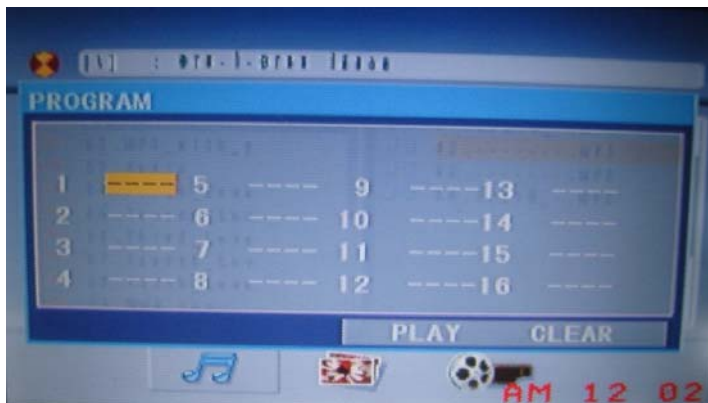 PROGRAM
1 ---- 5 ---- 9 ----13 ----
2 ---- 6 ---- 10 ----14 ----
3 ---- 7 ---- 11 ----15 ----
4 ---- 8 ---- 12 ----16 ----
PLAY CLEAR
AM 12 02